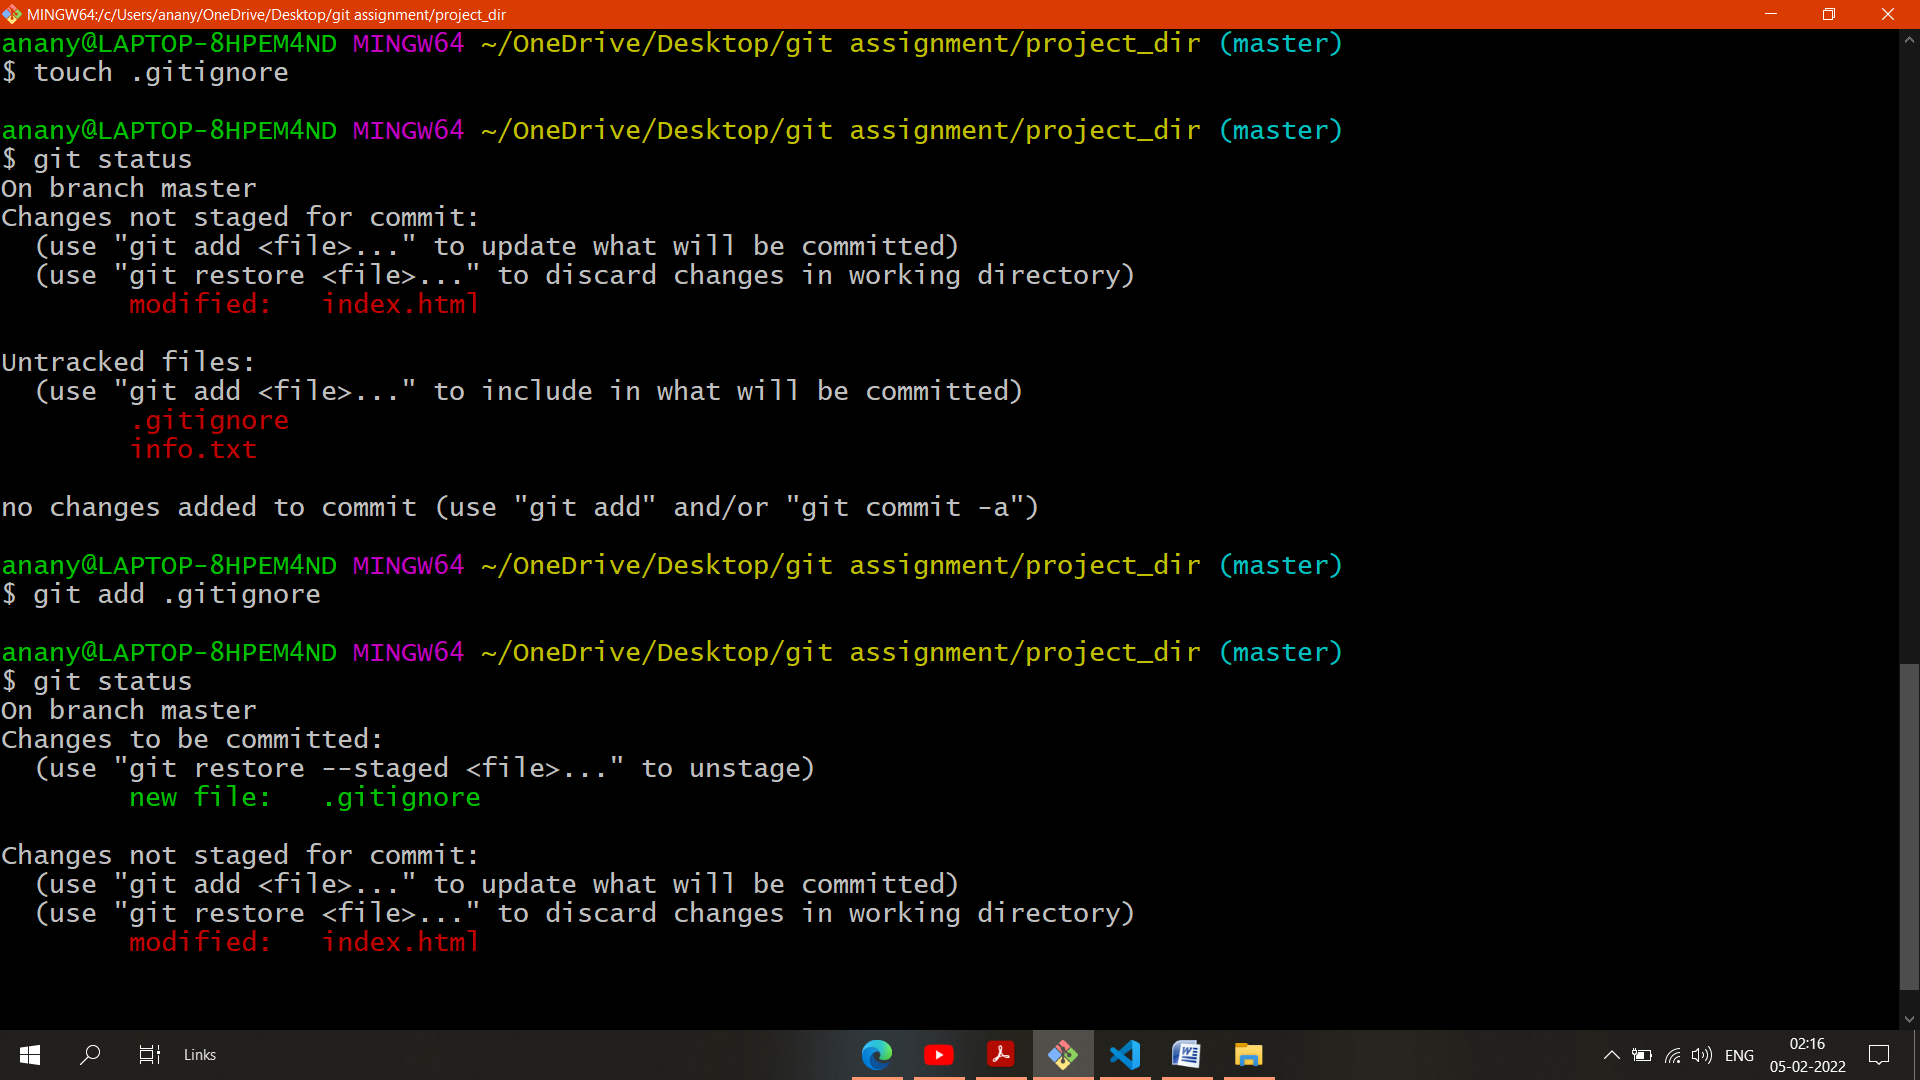 MINGW64:/c/Users/anany/OneDrive/Desktop/git assignment/project_dir
anany@LAPTOP-8HPEM4ND MINGW64 ~/OneDrive/Desktop/git assignment/project_dir (master)
$ touch .gitignore
anany@LAPTOP-8HPEM4ND MINGW64 ~/OneDrive/Desktop/git assignment/project_dir (master)
$ git status
On branch master
Changes not staged for commit:
  (use "git add <file>..." to update what will be committed)
  (use "git restore <file>..." to discard changes in working directory)
        modified:   index.html
Untracked files:
  (use "git add <file>..." to include in what will be committed)
        .gitignore
        info.txt
no changes added to commit (use "git add" and/or "git commit -a")
anany@LAPTOP-8HPEM4ND MINGW64 ~/OneDrive/Desktop/git assignment/project_dir (master)
$ git add .gitignore
anany@LAPTOP-8HPEM4ND MINGW64 ~/OneDrive/Desktop/git assignment/project_dir (master)
$ git status
On branch master
Changes to be committed:
  (use "git restore --staged <file>..." to unstage)
        new file:   .gitignore
Changes not staged for commit:
  (use "git add <file>..." to update what will be committed)
  (use "git restore <file>..." to discard changes in working directory)
        modified:   index.html
Links
ENG
02:16
05-02-2022